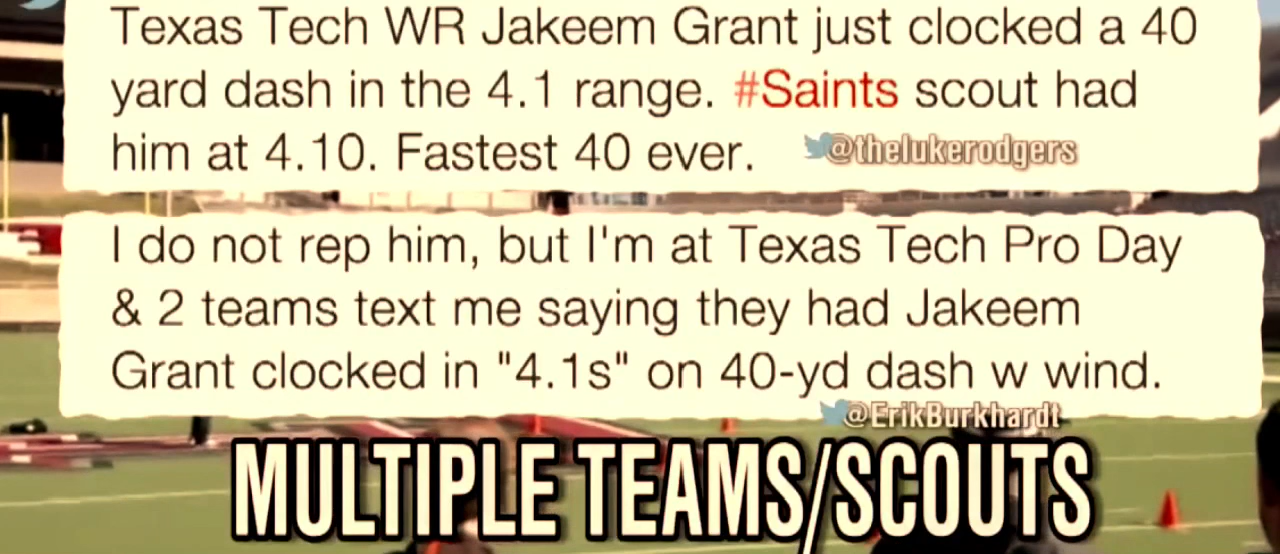 Texas Tech WR Jakeem Grant just clocked a 40
yard dash in the 4.1 range. #Saints scout had
him at 4.10. Fastest 40 ever. @thelukerodgers
I do not rep him, but I'm at Texas Tech Pro Day
& 2 teams text me saying they had Jakeem
Grant clocked in "4.1s" on 40-yd dash w wind.
@ErikBurkhardt
MULTIPLE TEAMS/SCOUTS